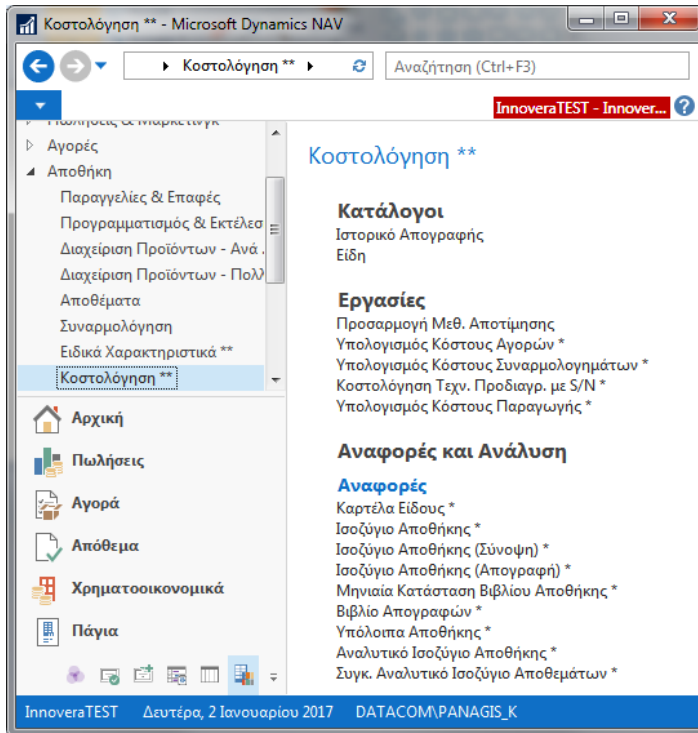 Κοστολόγηση ** - Microsoft Dynamics NAV
Κοστολόγηση **
Αναζήτηση (Ctrl+F3)
InnoveraTEST - Innover...
?
Πωλήσεις & Μάρκετινγκ
Αγορές
Αποθήκη
Παραγγελίες & Επαφές
Προγραμματισμός & Εκτέλεσ
Διαχείριση Προϊόντων - Ανά .
Διαχείριση Προϊόντων - Πολλ
Αποθέματα
Συναρμολόγηση
Ειδικά Χαρακτηριστικά **
Κοστολόγηση **
Αρχική
Πωλήσεις
Αγορά
Απόθεμα
Χρηματοοικονομικά
Πάγια
Κοστολόγηση **
Κατάλογοι
Ιστορικό Απογραφής
Είδη
Εργασίες
Προσαρμογή Μεθ. Αποτίμησης
Υπολογισμός Κόστους Αγορών *
Υπολογισμός Κόστους Συναρμολογημάτων *
Κοστολόγηση Τεχν. Προδιαγρ. με S/N *
Υπολογισμός Κόστους Παραγωγής *
Αναφορές και Ανάλυση
Αναφορές
Καρτέλα Είδους *
Ισοζύγιο Αποθήκης *
Ισοζύγιο Αποθήκης (Σύνοψη) *
Ισοζύγιο Αποθήκης (Απογραφή) *
Μηνιαία Κατάσταση Βιβλίου Αποθήκης *
Βιβλίο Απογραφών *
Υπόλοιπα Αποθήκης *
Αναλυτικό Ισοζύγιο Αποθήκης *
Συγκ. Αναλυτικό Ισοζύγιο Αποθεμάτων *
InnoveraTEST Δευτέρα, 2 Ιανουαρίου 2017 DATACOM\PANAGIS_K